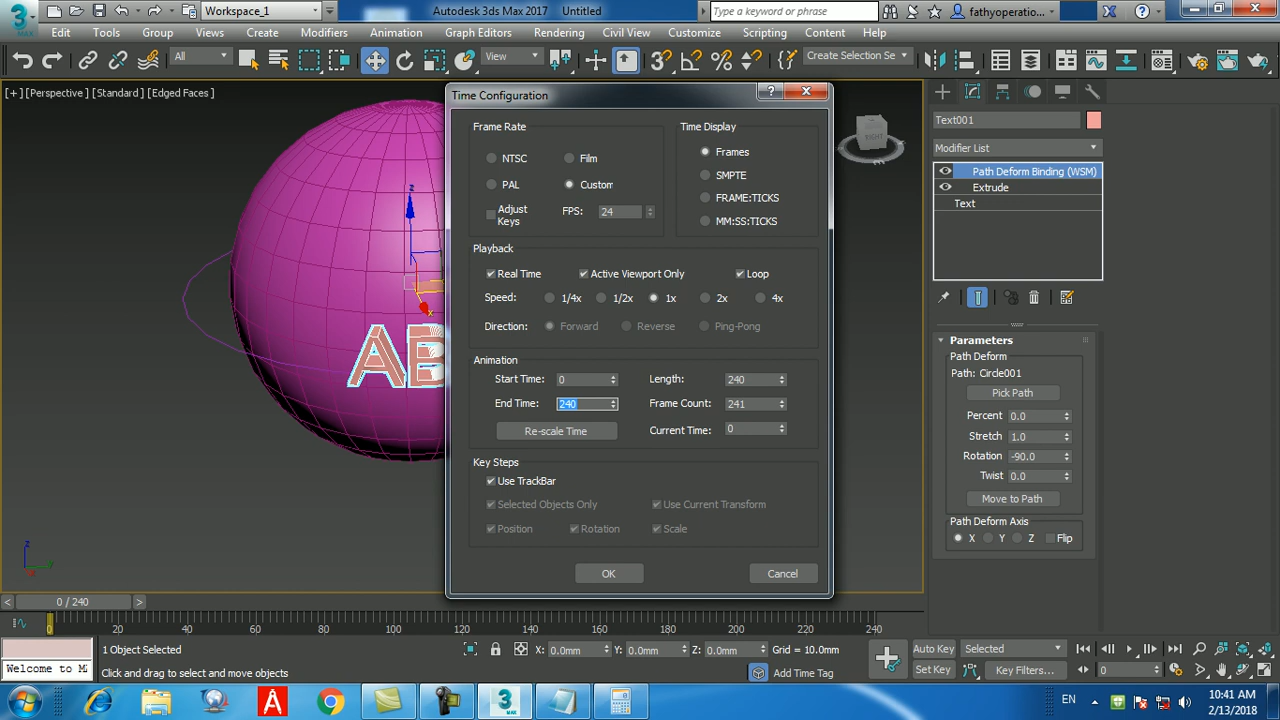 3
MAX
Workspace_1
Autodesk 3ds Max 2017 Untitled
Type a keyword or phrase
fathyoperation...
Edit Tools Group Views Create Modifiers Animation Graph Editors Rendering Civil View Customize Scripting Content Help
All
View
3
%
Create Selection Se
[+] [Perspective] [Standard] [Edged Faces]
RIGHT
z
x
AB
Time Configuration
Frame Rate
NTSC Film
PAL Custom
Adjust Keys
FPS: 24
Time Display
Frames
SMPTE
FRAME:TICKS
MM:SS:TICKS
Playback
Real Time Active Viewport Only Loop
Speed: 1/4x 1/2x 1x 2x 4x
Direction: Forward Reverse Ping-Pong
Animation
Start Time: 0 Length: 240
End Time: 240 Frame Count: 241
Re-scale Time Current Time: 0
Key Steps
Use TrackBar
Selected Objects Only Use Current Transform
Position Rotation Scale
OK Cancel
Text001
Modifier List
Path Deform Binding (WSM)
Extrude
Text
Parameters
Path Deform
Path: Circle001
Pick Path
Percent 0.0
Stretch 1.0
Rotation -90.0
Twist 0.0
Move to Path
Path Deform Axis
X Y Z Flip
z
y
< 0 / 240 >
0 20 40 60 80 100 120 140 160 180 200 220 240
1 Object Selected
X: 0.0mm Y: 0.0mm Z: 0.0mm Grid = 10.0mm
Auto Key Selected
Welcome to M
Click and drag to select and move objects
Add Time Tag
Set Key Key Filters... 0
EN
10:41 AM
2/13/2018